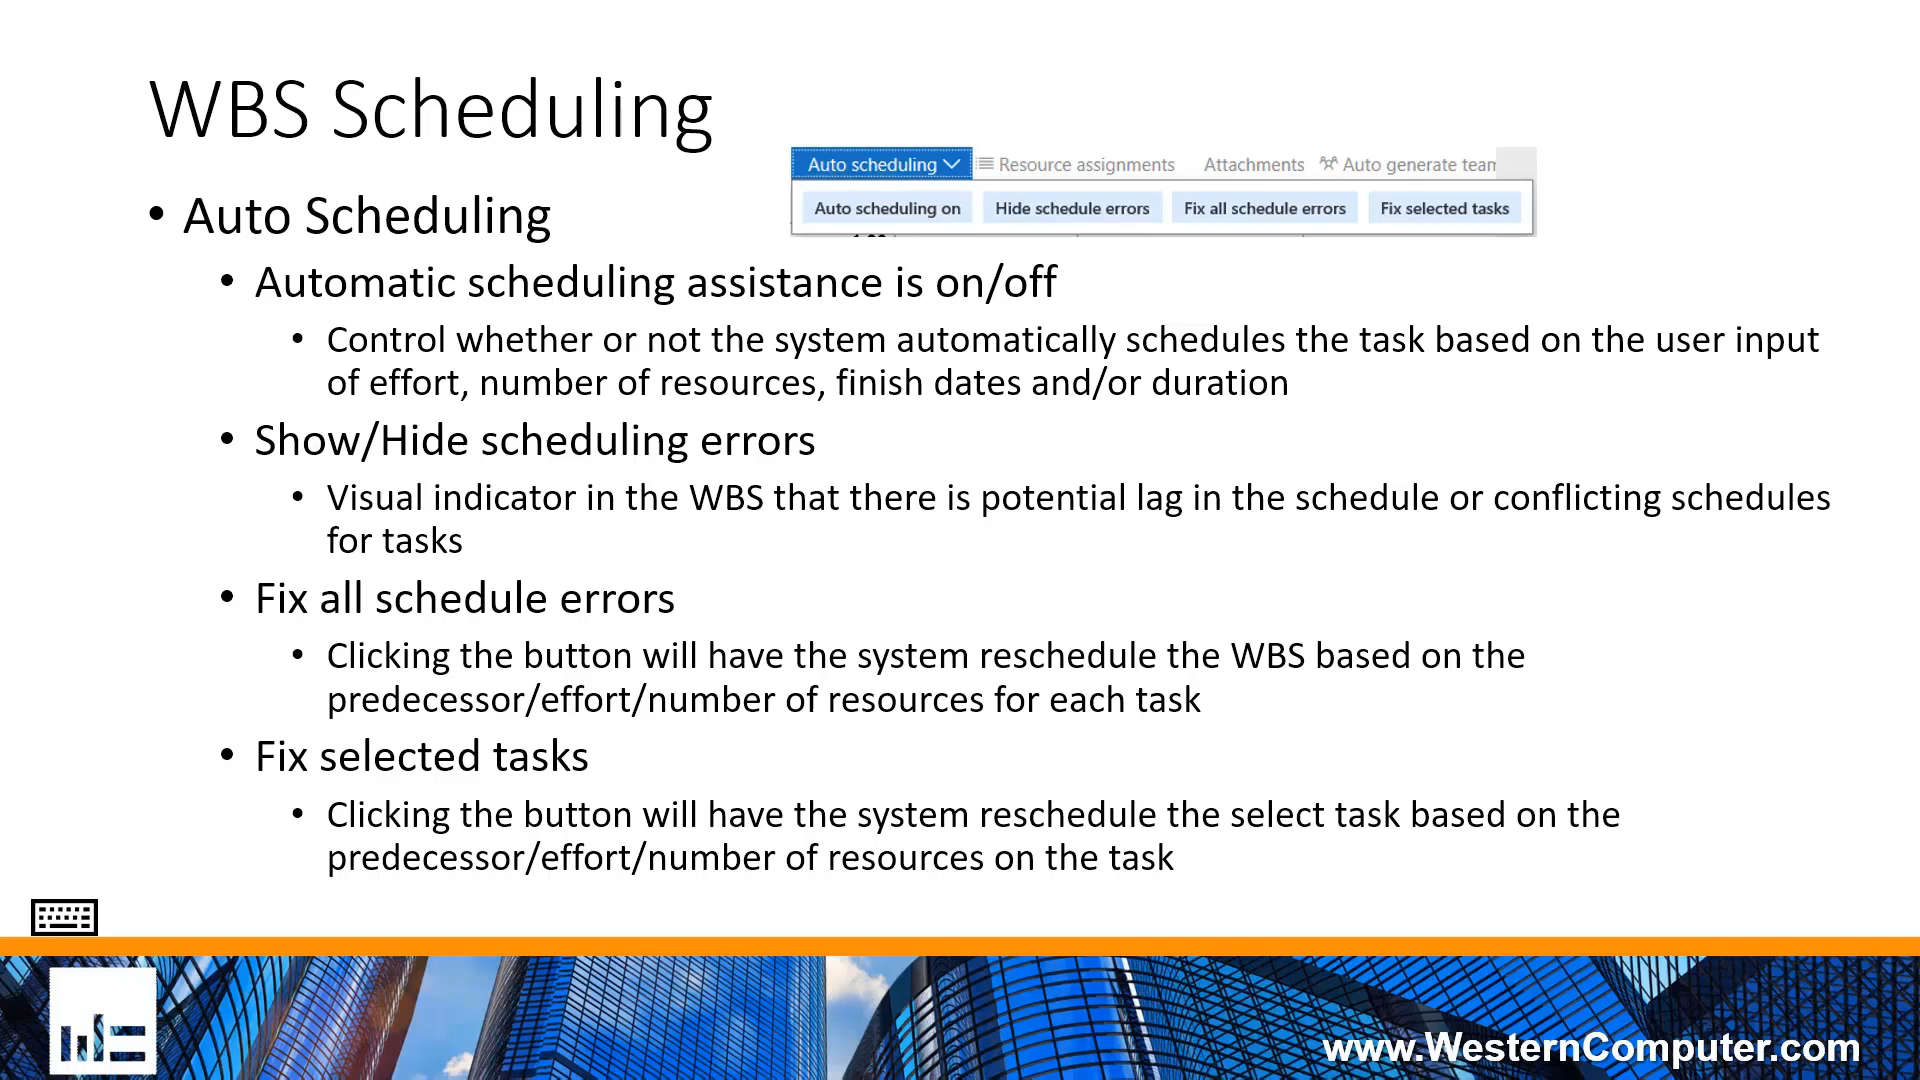 WBS Scheduling
Auto scheduling Resource assignments Attachments Auto generate team
Auto scheduling on Hide schedule errors Fix all schedule errors Fix selected tasks
• Auto Scheduling
• Automatic scheduling assistance is on/off
• Control whether or not the system automatically schedules the task based on the user input
of effort, number of resources, finish dates and/or duration
• Show/Hide scheduling errors
• Visual indicator in the WBS that there is potential lag in the schedule or conflicting schedules
for tasks
• Fix all schedule errors
• Clicking the button will have the system reschedule the WBS based on the
predecessor/effort/number of resources for each task
• Fix selected tasks
• Clicking the button will have the system reschedule the select task based on the
predecessor/effort/number of resources on the task
www.WesternComputer.com